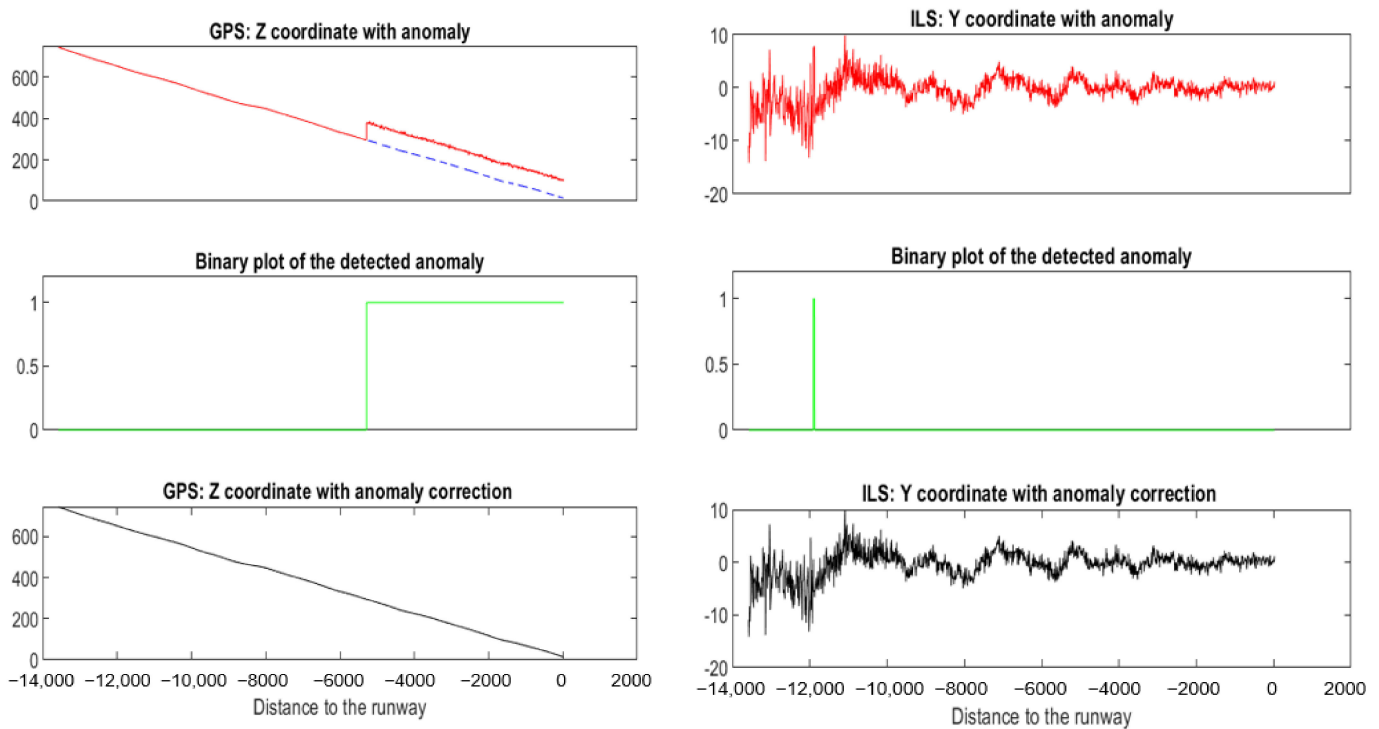 GPS: Z coordinate with anomaly
600
400
200
0
Binary plot of the detected anomaly
1
0.5
0
GPS: Z coordinate with anomaly correction
600
400
200
0
−14,000 −12,000 −10,000 −8000 −6000 −4000 −2000 0 2000
Distance to the runway
ILS: Y coordinate with anomaly
10
0
-10
-20
Binary plot of the detected anomaly
1
0.5
0
ILS: Y coordinate with anomaly correction
10
0
-10
-20
−14,000 −12,000 −10,000 −8000 −6000 −4000 −2000 0 2000
Distance to the runway